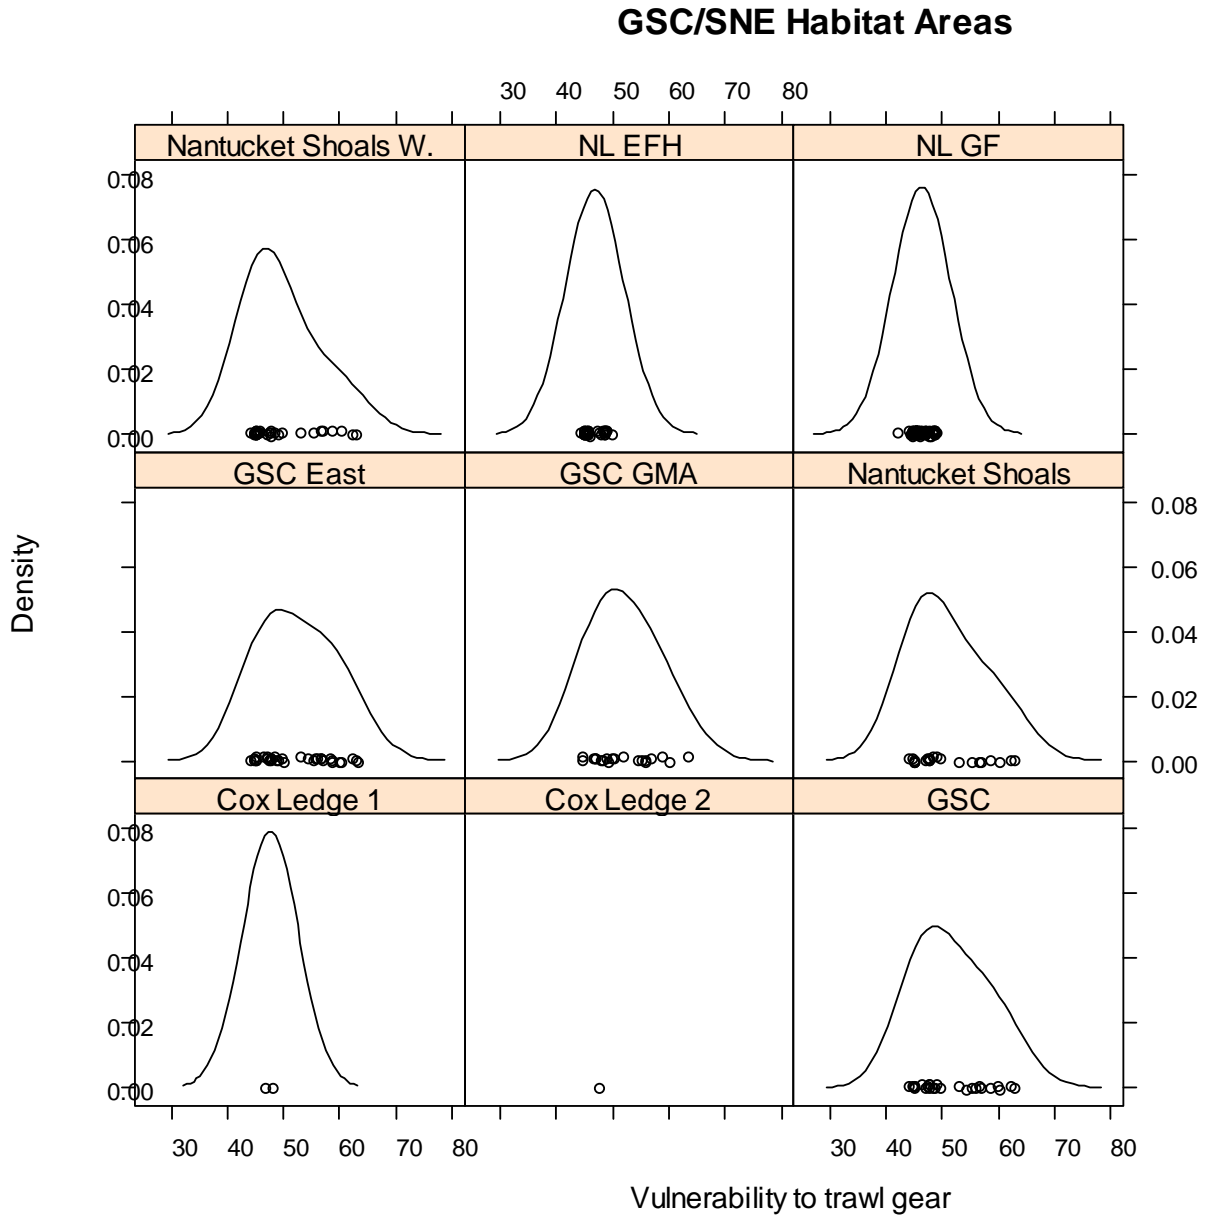 GSC/SNE Habitat Areas
30 40 50 60 70 80
Nantucket Shoals W. NL EFH NL GF
0.08
0.06
0.04
0.02
0.00
GSC East GSC GMA Nantucket Shoals
0.08
0.06
0.04
0.02
0.00
Density
Cox Ledge 1 Cox Ledge 2 GSC
0.08
0.06
0.04
0.02
0.00
30 40 50 60 70 80 30 40 50 60 70 80
Vulnerability to trawl gear